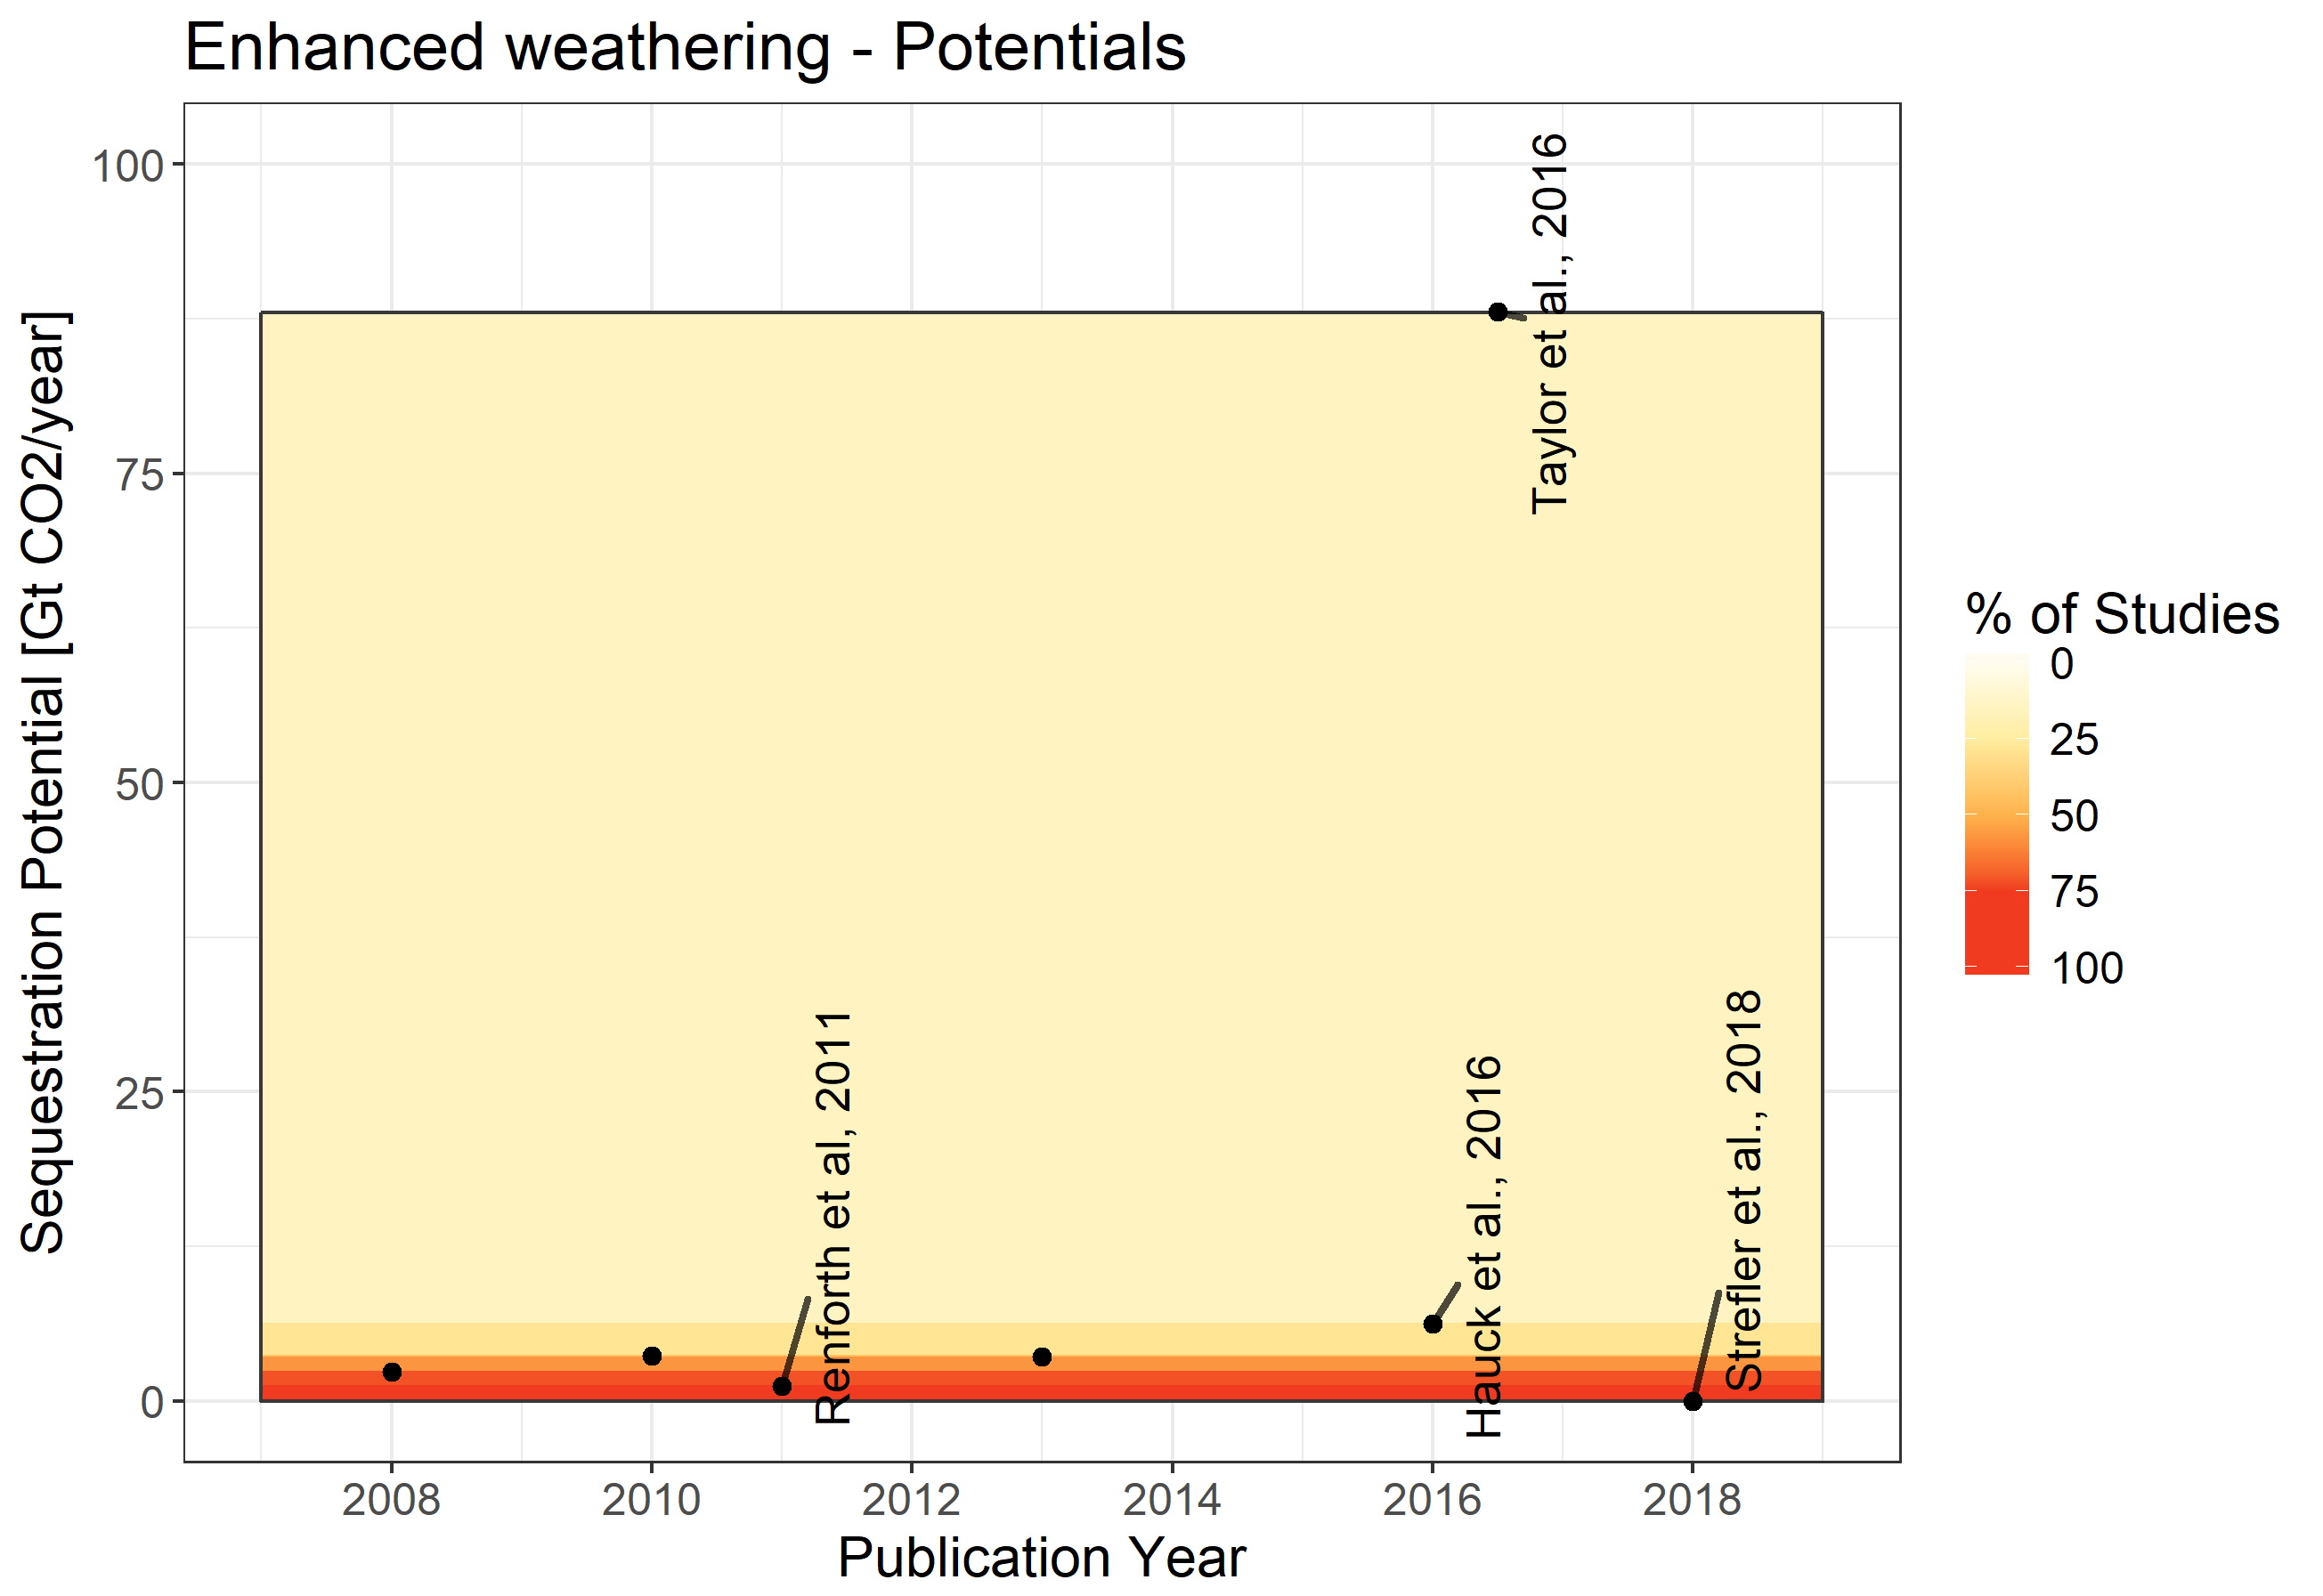 Enhanced weathering - Potentials
Sequestration Potential [Gt CO2/year]
100
75
50
25
0
Taylor et al., 2016
Renforth et al, 2011
Hauck et al., 2016
Strefler et al., 2018
2008
2010
2012
2014
2016
2018
Publication Year
% of Studies
0
25
50
75
100